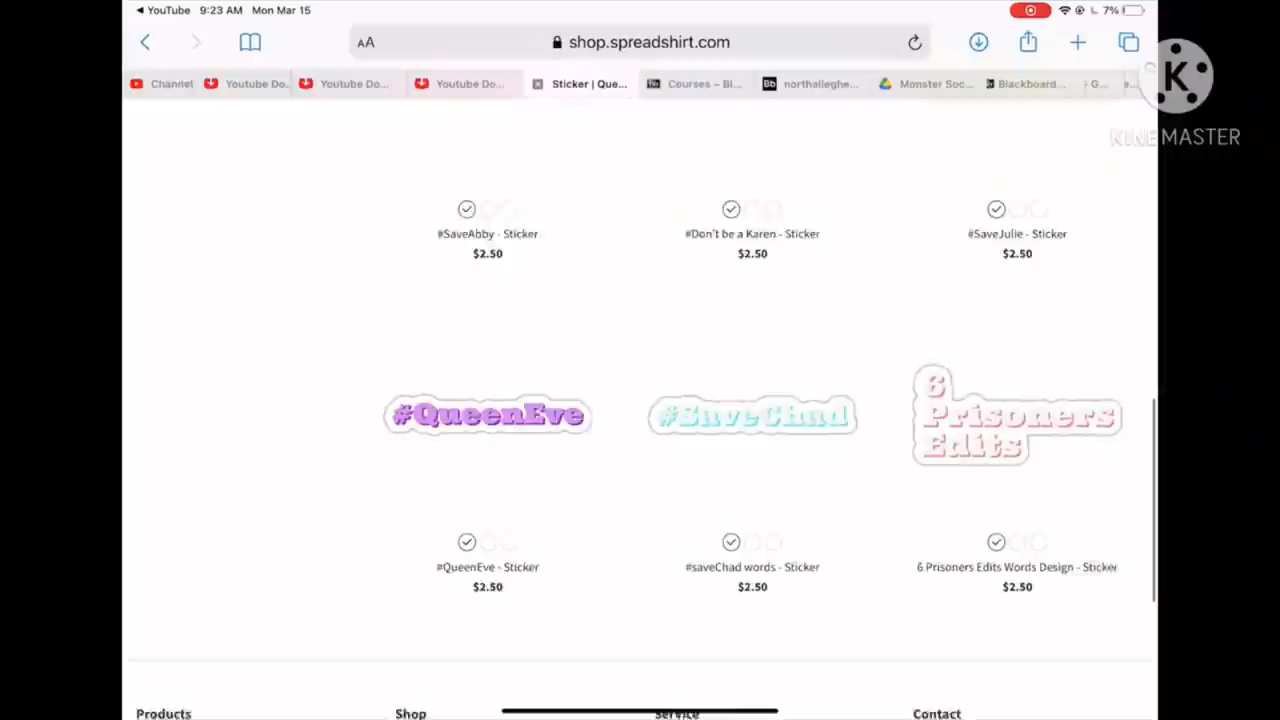 YouTube 9:23 AM Mon Mar 15
7%
AA shop.spreadshirt.com
Channel
Youtube Do...
Youtube Do...
Youtube Do...
Sticker | Que...
Courses – Bl...
northalleghe...
Monster Soc...
Blackboard...
K
KINEMASTER
#SaveAbby - Sticker
$2.50
#Don't be a Karen - Sticker
$2.50
#SaveJulie - Sticker
$2.50
#QueenEve
#SaveChad
6
Prisoners
Edits
#QueenEve - Sticker
$2.50
#saveChad words - Sticker
$2.50
6 Prisoners Edits Words Design - Sticker
$2.50
Products
Shop
Service
Contact